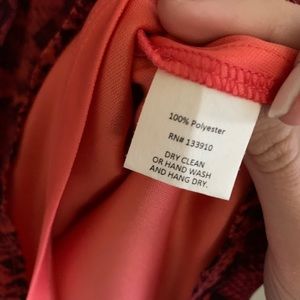 100% Polyester
RN# 133910
DRY CLEAN
OR HAND WASH
AND HANG DRY.